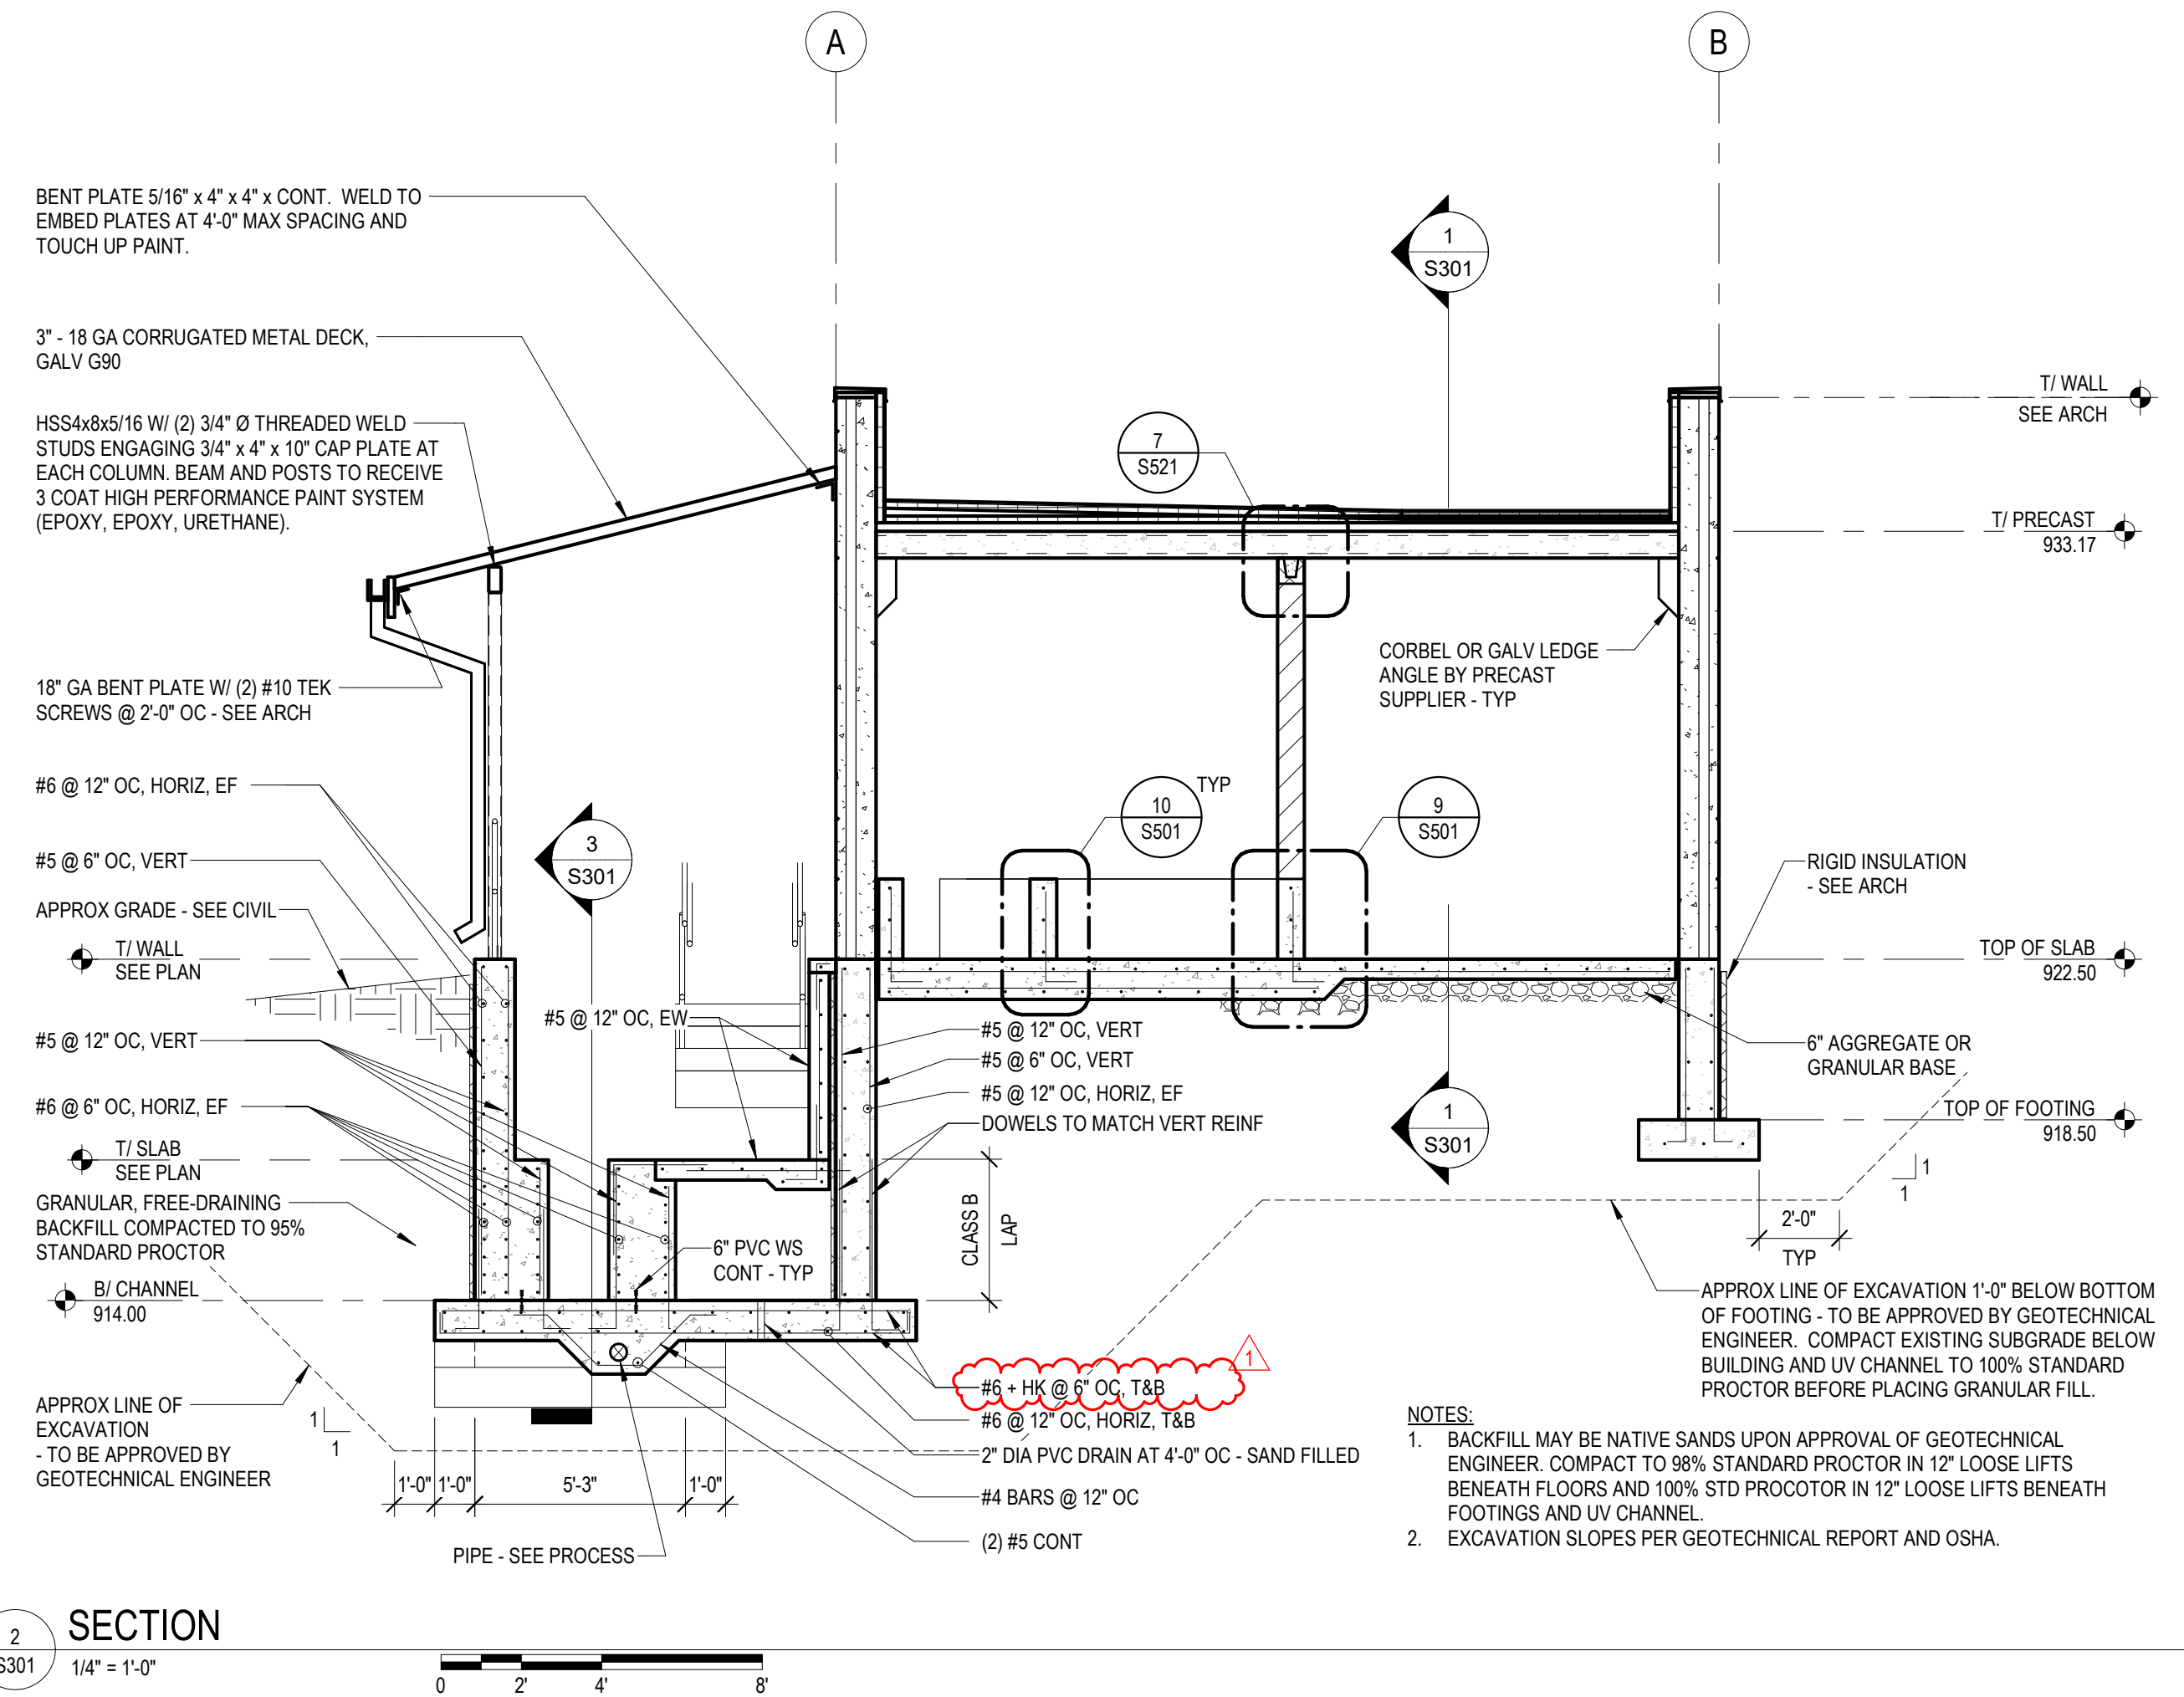 A
B
BENT PLATE 5/16" x 4" x 4" x CONT.  WELD TO
EMBED PLATES AT 4'-0" MAX SPACING AND
TOUCH UP PAINT.
1
S301
3" - 18 GA CORRUGATED METAL DECK,
GALV G90
T/ WALL
SEE ARCH
HSS4x8x5/16 W/ (2) 3/4" Ø THREADED WELD
STUDS ENGAGING 3/4" x 4" x 10" CAP PLATE AT
EACH COLUMN. BEAM AND POSTS TO RECEIVE
3 COAT HIGH PERFORMANCE PAINT SYSTEM
(EPOXY, EPOXY, URETHANE).
7
S521
T/ PRECAST
933.17
CORBEL OR GALV LEDGE
ANGLE BY PRECAST
SUPPLIER - TYP
18" GA BENT PLATE W/ (2) #10 TEK
SCREWS @ 2'-0" OC - SEE ARCH
#6 @ 12" OC, HORIZ, EF
10
S501
TYP
9
S501
3
S301
#5 @ 6" OC, VERT
RIGID INSULATION
- SEE ARCH
APPROX GRADE - SEE CIVIL
T/ WALL
SEE PLAN
TOP OF SLAB
922.50
#5 @ 12" OC, EW
#5 @ 12" OC, VERT
#5 @ 12" OC, VERT
#5 @ 6" OC, VERT
#5 @ 12" OC, HORIZ, EF
DOWELS TO MATCH VERT REINF
6" AGGREGATE OR
GRANULAR BASE
#6 @ 6" OC, HORIZ, EF
TOP OF FOOTING
918.50
1
S301
T/ SLAB
SEE PLAN
1
1
GRANULAR, FREE-DRAINING
BACKFILL COMPACTED TO 95%
STANDARD PROCTOR
CLASS B
LAP
2'-0"
TYP
6" PVC WS
CONT - TYP
B/ CHANNEL
914.00
APPROX LINE OF EXCAVATION 1'-0" BELOW BOTTOM
OF FOOTING - TO BE APPROVED BY GEOTECHNICAL
ENGINEER.  COMPACT EXISTING SUBGRADE BELOW
BUILDING AND UV CHANNEL TO 100% STANDARD
PROCTOR BEFORE PLACING GRANULAR FILL.
1
#6 + HK @ 6" OC, T&B
#6 @ 12" OC, HORIZ, T&B
2" DIA PVC DRAIN AT 4'-0" OC - SAND FILLED
#4 BARS @ 12" OC
(2) #5 CONT
APPROX LINE OF
EXCAVATION
- TO BE APPROVED BY
GEOTECHNICAL ENGINEER
1
1
1'-0"
1'-0"
5'-3"
1'-0"
PIPE - SEE PROCESS
NOTES:
1. BACKFILL MAY BE NATIVE SANDS UPON APPROVAL OF GEOTECHNICAL
ENGINEER. COMPACT TO 98% STANDARD PROCTOR IN 12" LOOSE LIFTS
BENEATH FLOORS AND 100% STD PROCOTOR IN 12" LOOSE LIFTS BENEATH
FOOTINGS AND UV CHANNEL.
2. EXCAVATION SLOPES PER GEOTECHNICAL REPORT AND OSHA.
2
S301
SECTION
1/4" = 1'-0"
0 2' 4' 8'